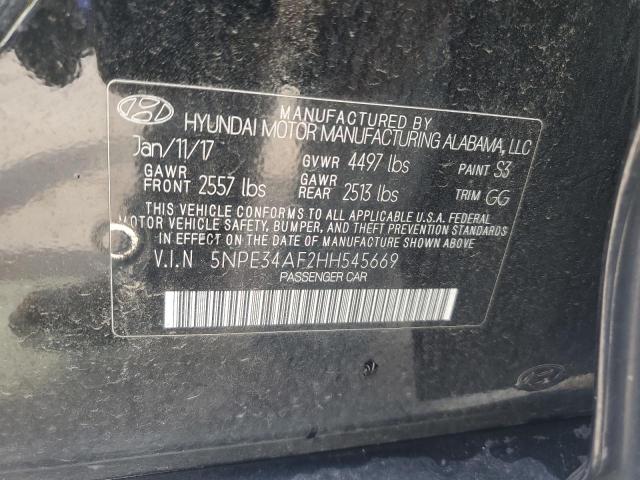 MANUFACTURED BY
HYUNDAI MOTOR MANUFACTURING ALABAMA, LLC
Jan/11/17 GVWR 4497 lbs PAINT S3
GAWR FRONT 2557 lbs GAWR REAR 2513 lbs TRIM GG
THIS VEHICLE CONFORMS TO ALL APPLICABLE U.S.A. FEDERAL
MOTOR VEHICLE SAFETY, BUMPER, AND THEFT PREVENTION STANDARDS
IN EFFECT ON THE DATE OF MANUFACTURE SHOWN ABOVE.
V.I.N 5NPE34AF2HH545669
PASSENGER CAR